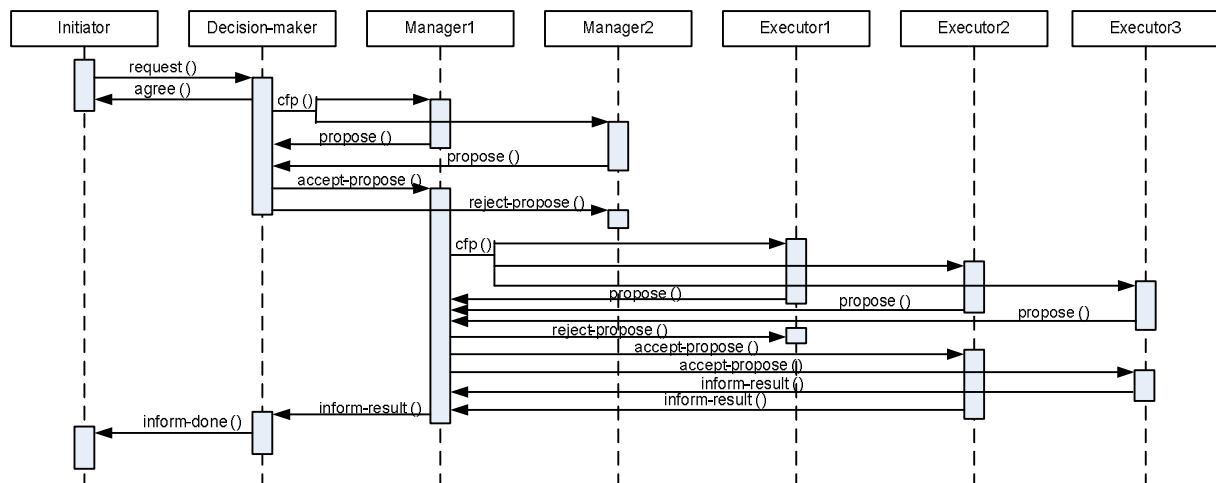 Initiator
Decision-maker
Manager1
Manager2
Executor1
Executor2
Executor3
request ()
agree ()
cfp ()
propose ()
propose ()
accept-propose ()
reject-propose ()
cfp ()
propose ()
propose ()
propose ()
reject-propose ()
accept-propose ()
accept-propose ()
inform-result ()
inform-result ()
inform-result ()
inform-done ()